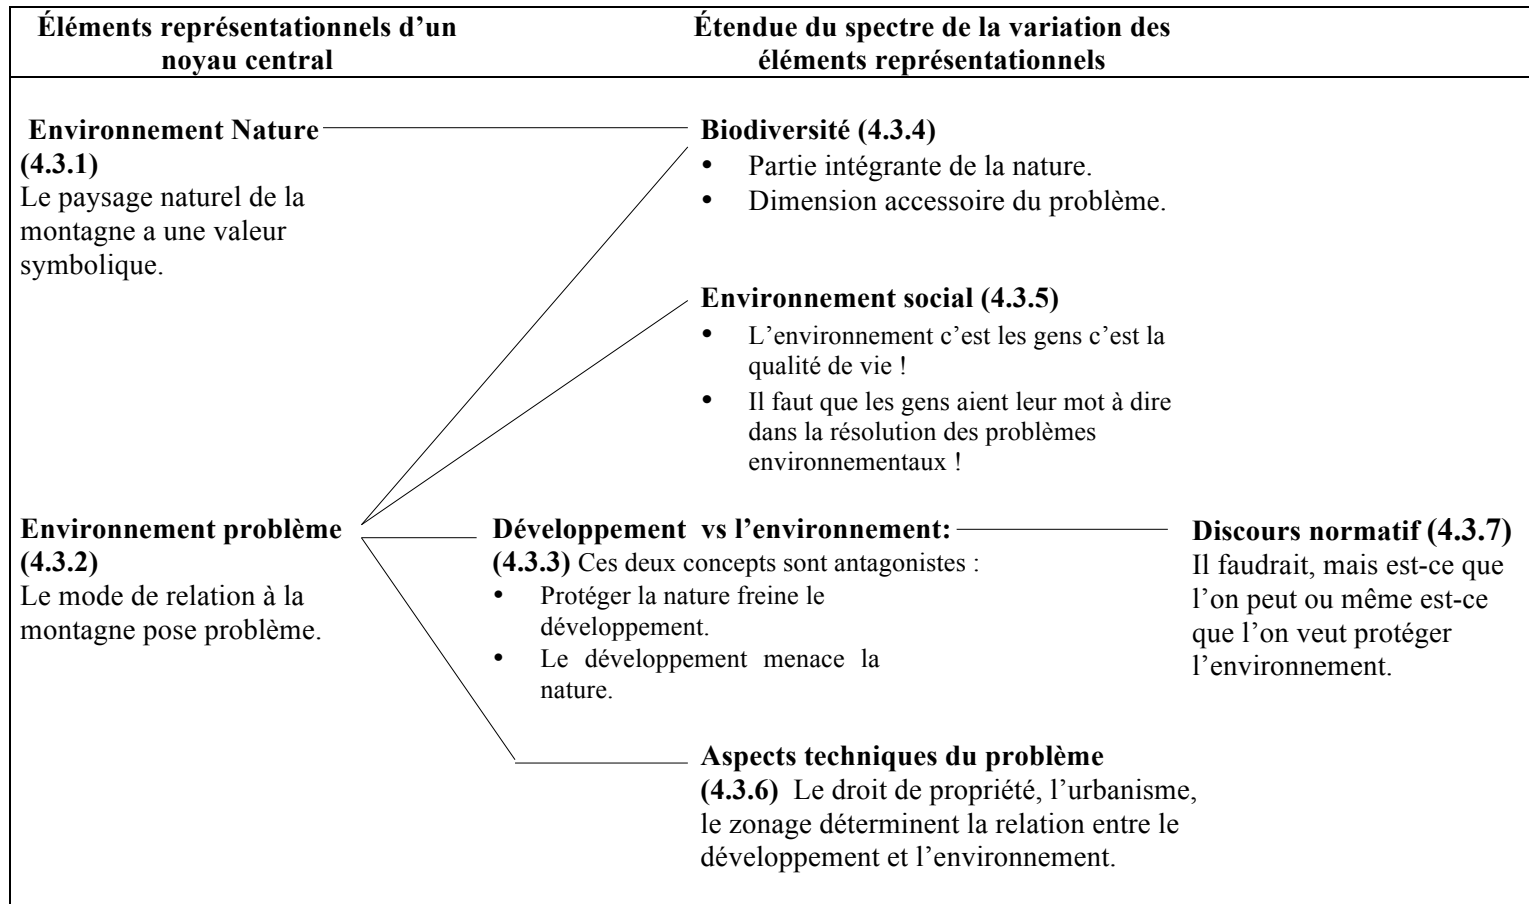 Éléments représentationnels d’un
noyau central
Étendue du spectre de la variation des
éléments représentationnels
Environnement Nature
(4.3.1)
Le paysage naturel de la
montagne a une valeur
symbolique.
Biodiversité (4.3.4)
• Partie intégrante de la nature.
• Dimension accessoire du problème.
Environnement social (4.3.5)
• L’environnement c’est les gens c’est la
qualité de vie !
• Il faut que les gens aient leur mot à dire
dans la résolution des problèmes
environnementaux !
Environnement problème
(4.3.2)
Le mode de relation à la
montagne pose problème.
Développement vs l’environnement:
(4.3.3) Ces deux concepts sont antagonistes :
• Protéger la nature freine le
développement.
• Le développement menace la
nature.
Discours normatif (4.3.7)
Il faudrait, mais est-ce que
l’on peut ou même est-ce
que l’on veut protéger
l’environnement.
Aspects techniques du problème
(4.3.6) Le droit de propriété, l’urbanisme,
le zonage déterminent la relation entre le
développement et l’environnement.